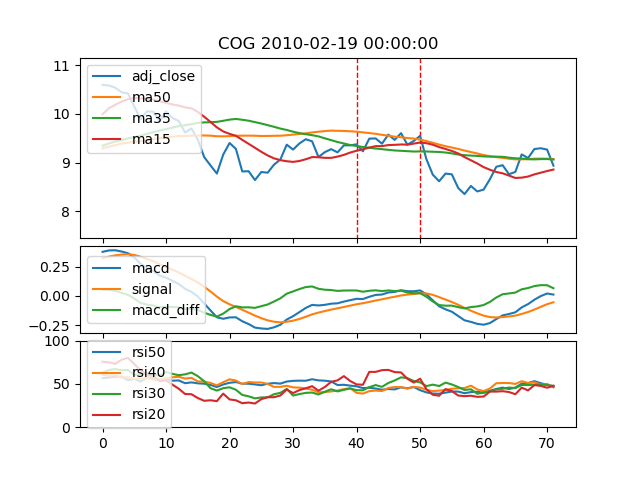 COG 2010-02-19 00:00:00
11
10
9
8
adj_close
ma50
ma35
ma15
0.25
0.00
−0.25
macd
signal
macd_diff
100
50
0
rsi50
rsi40
rsi30
rsi20
0 10 20 30 40 50 60 70